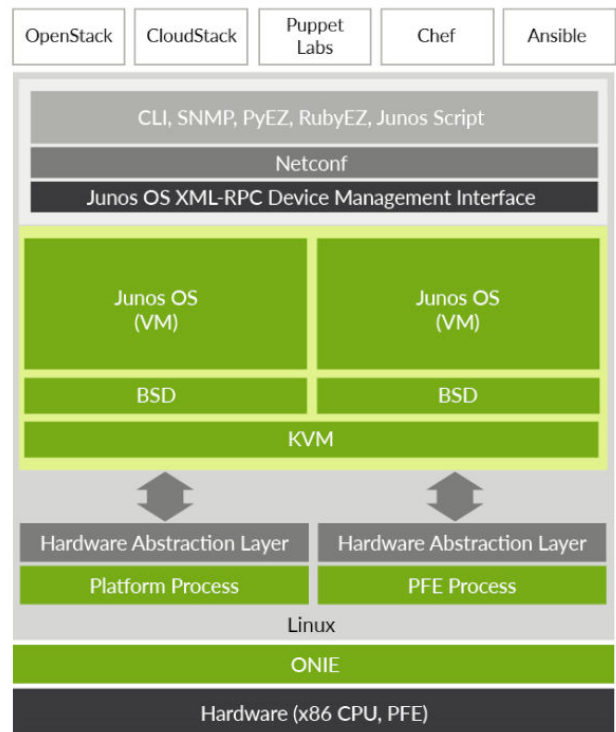 OpenStack
CloudStack
Puppet
Labs
Chef
Ansible
CLI, SNMP, PyEZ, RubyEZ, Junos Script
Netconf
Junos OS XML-RPC Device Management Interface
Junos OS
(VM)
Junos OS
(VM)
BSD
BSD
KVM
Hardware Abstraction Layer
Hardware Abstraction Layer
Platform Process
PFE Process
Linux
ONIE
Hardware (x86 CPU, PFE)